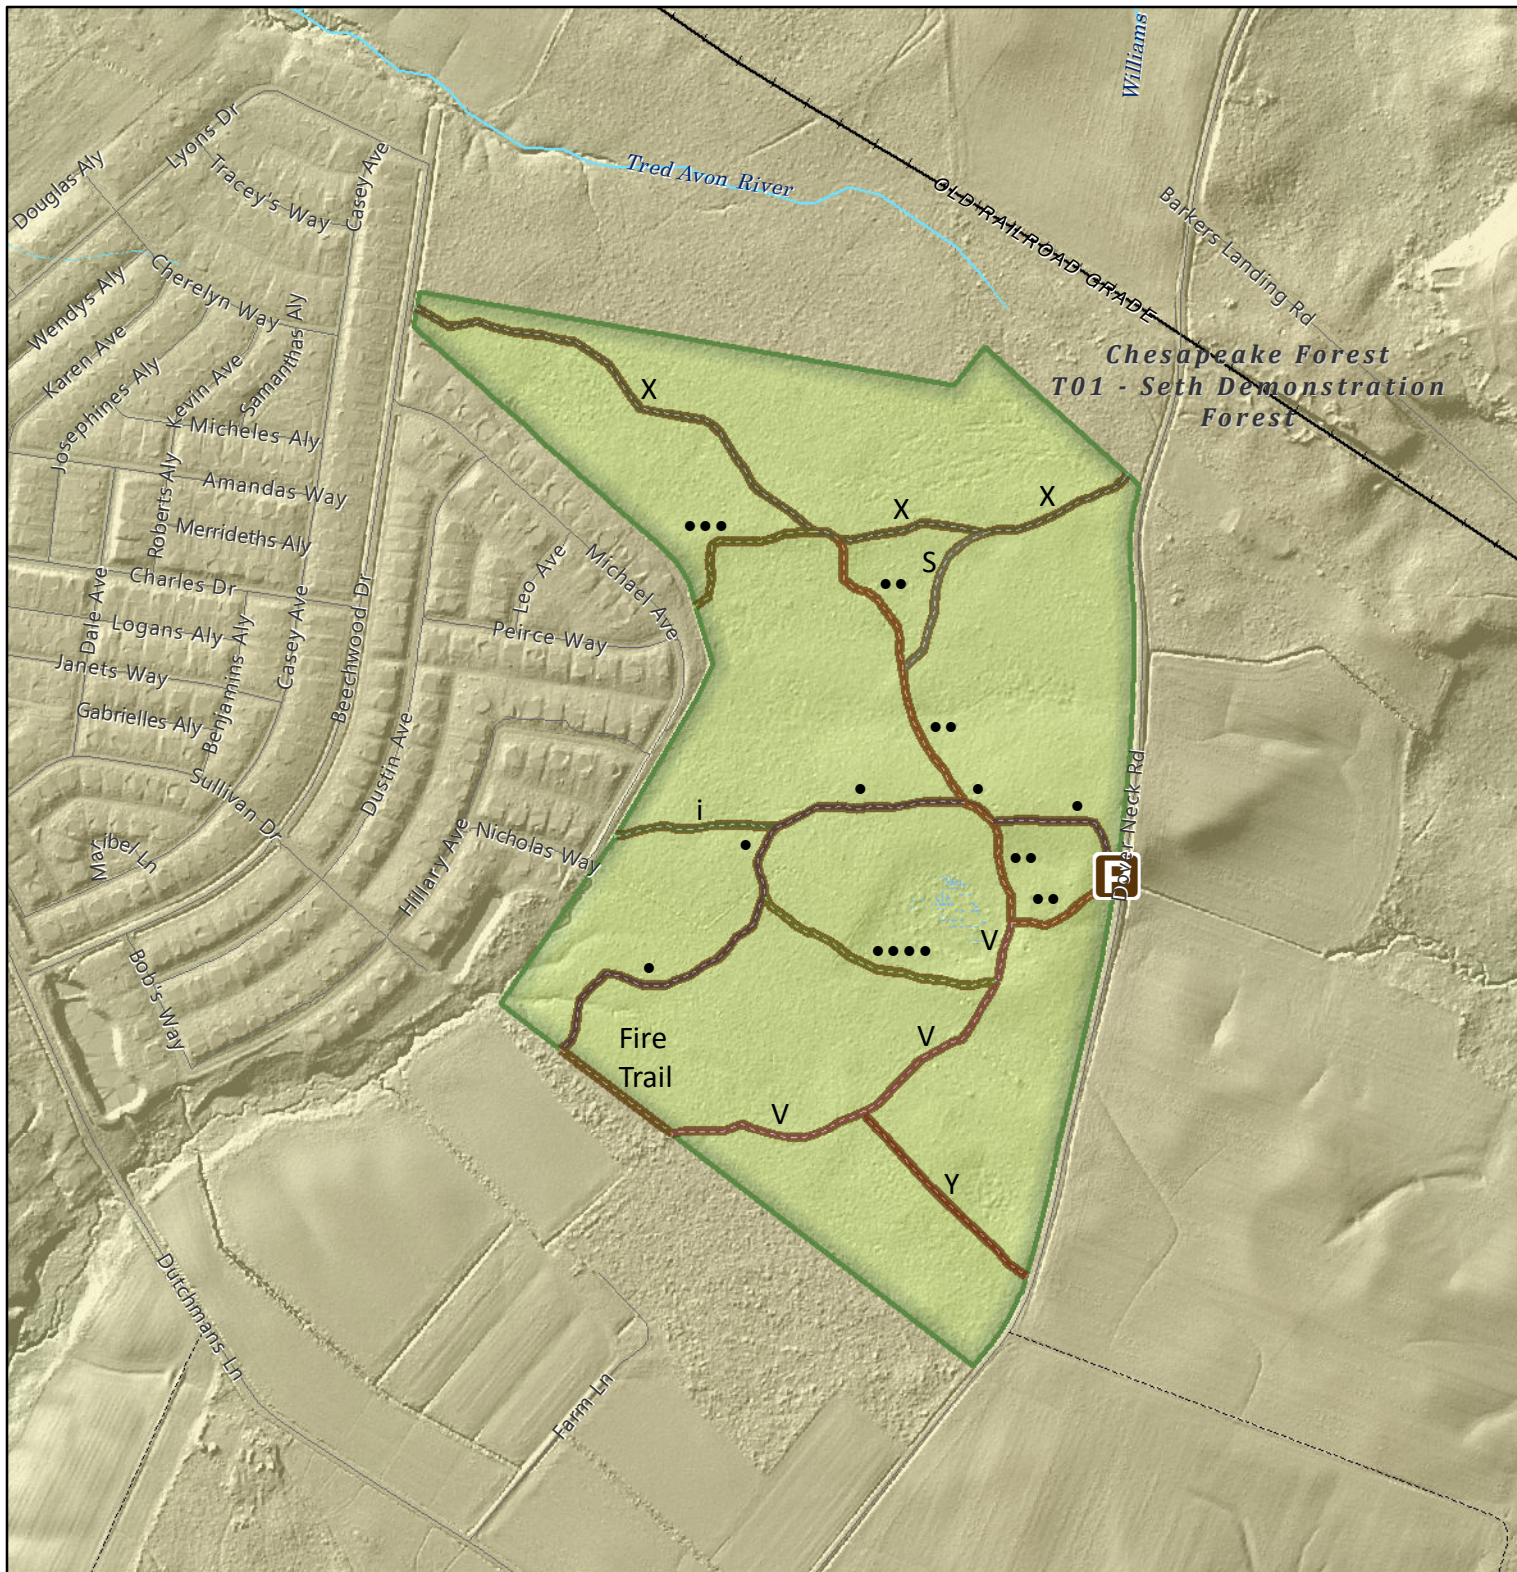 Williams
Lyons Dr
Douglas Aly
Tracey's Way
Casey Ave
Tred Avon River
OLD RAILROAD GRADE
Barkers Landing Rd
Wendys Aly
Cherelyn Way
Karen Ave
Samanthas Aly
Josephines Aly
Kevin Ave
Chesapeake Forest
T01 - Seth Demonstration
Forest
X
Micheles Aly
Amandas Way
Roberts Aly
Merrideths Aly
X
X
•••
S
••
Charles Dr
Leo Ave
Michael Ave
Dale Ave
Logans Aly
Benjamins Aly
Casey Ave
Beechwood Dr
Peirce Way
Janets Way
Gabrielles Aly
••
Sullivan Dr
Dustin Ave
Dover Neck Rd
•
•
•
i
Maribel Ln
Hillary Ave
Nicholas Way
•
••
P
••
V
••••
•
Bob's Way
Fire
Trail
V
V
Y
Dutchmans Ln
Farm Ln